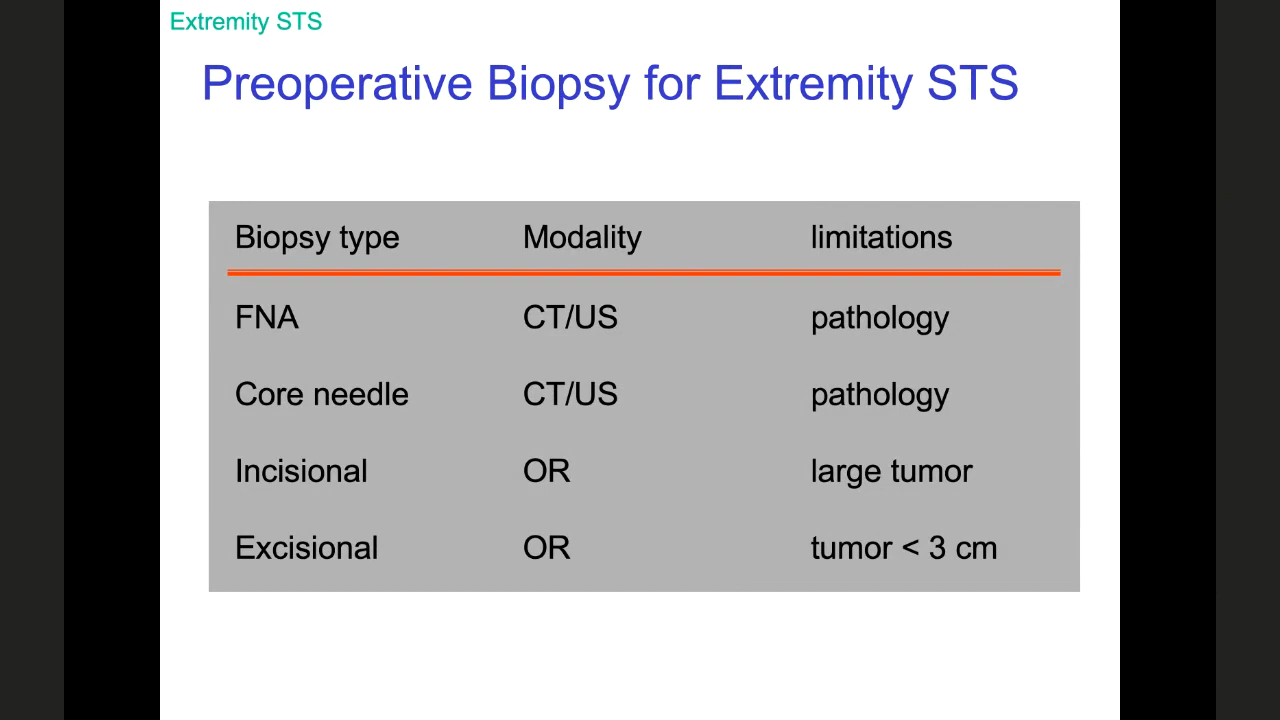 Extremity STS
Preoperative Biopsy for Extremity STS
Biopsy type Modality limitations
FNA CT/US pathology
Core needle CT/US pathology
Incisional OR large tumor
Excisional OR tumor < 3 cm